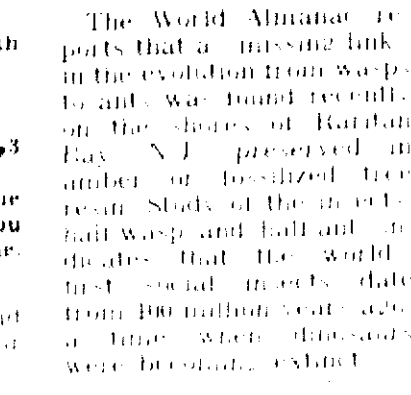 The World Almanac re
ports that a missing link
in the evolution from wasps
to ants was found recently
on the shores of Raritan
Bay N J preserved in
amber or fossilized tree
resin Study of the insects
half wasp and half ant in
dicates that the world
first social insects date
from 100 million years ago
a time when dinosaurs
were becoming extinct